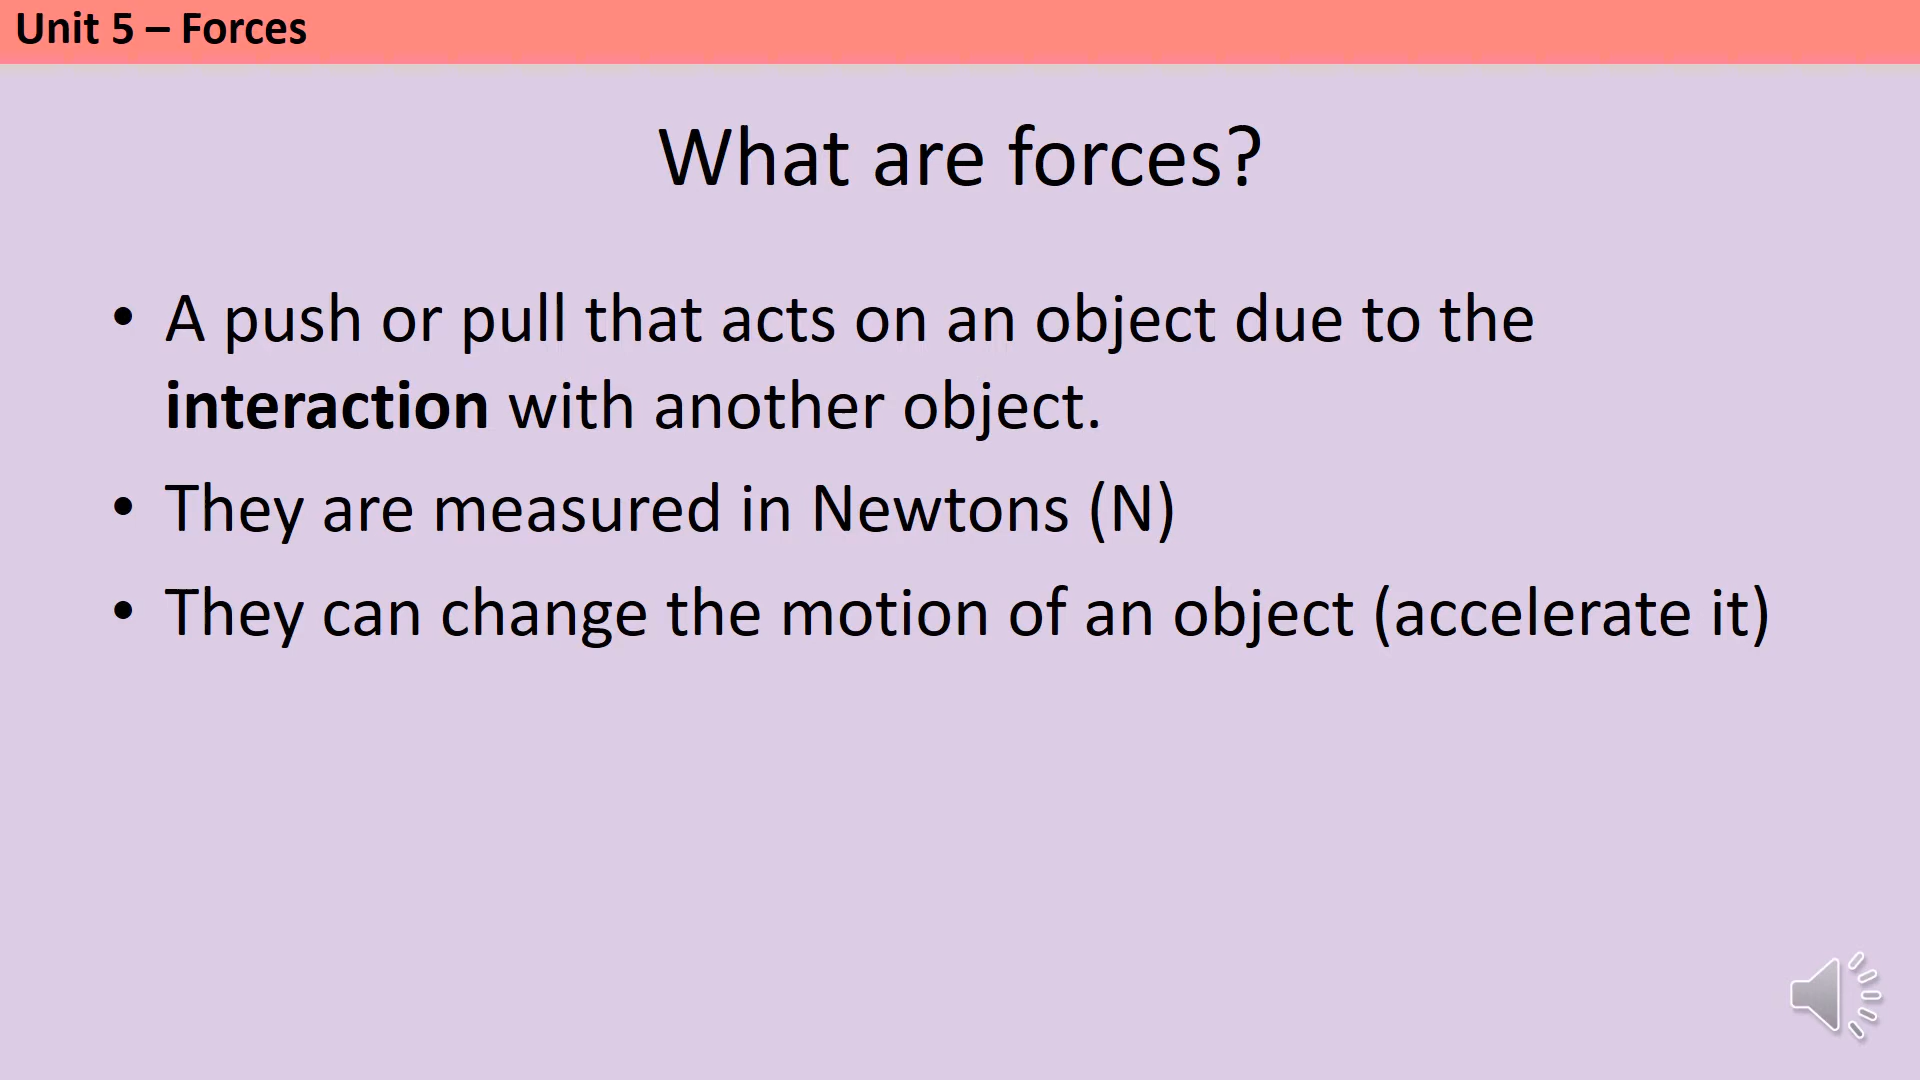 Unit 5 – Forces
What are forces?
• A push or pull that acts on an object due to the
interaction with another object.
• They are measured in Newtons (N)
• They can change the motion of an object (accelerate it)